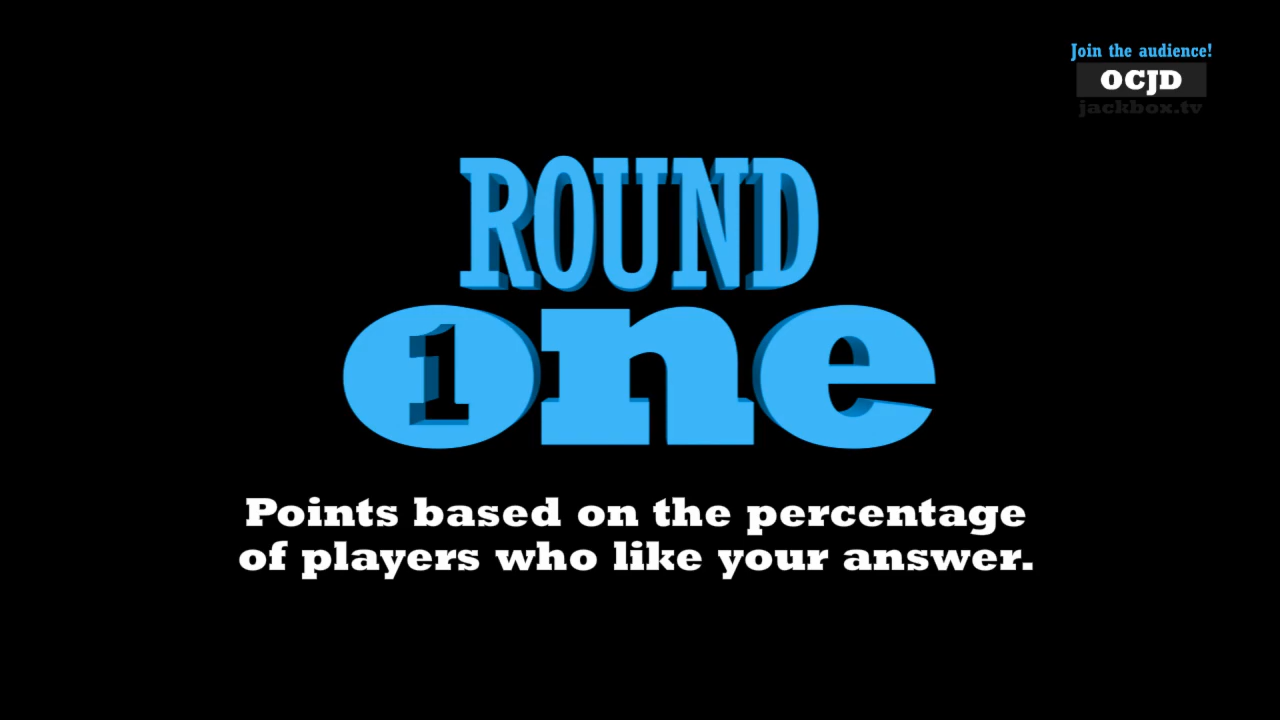 Join the audience!
OCJD
jackbox.tv
ROUND
One
1
Points based on the percentage
of players who like your answer.